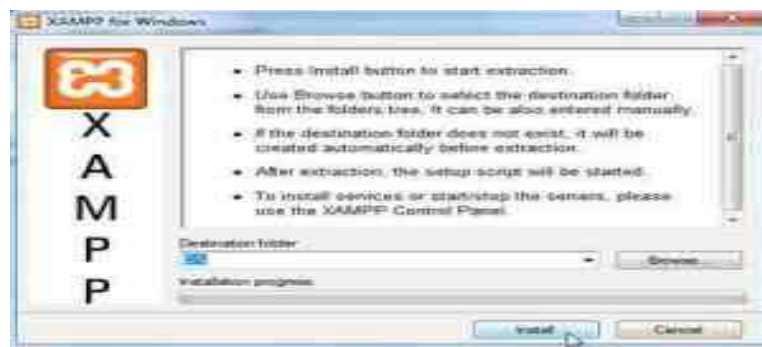 XAMPP for Windows
X
A
M
P
P
• Press Install button to start extraction.
• Use Browse button to select the destination folder
from the folders tree. It can be also entered manually.
• If the destination folder does not exist, it will be
created automatically before extraction.
• After extraction, the setup script will be started.
• To install services or start/stop the servers, please
use the XAMPP Control Panel.
Destination folder
Browse...
Installation progress
Install
Cancel